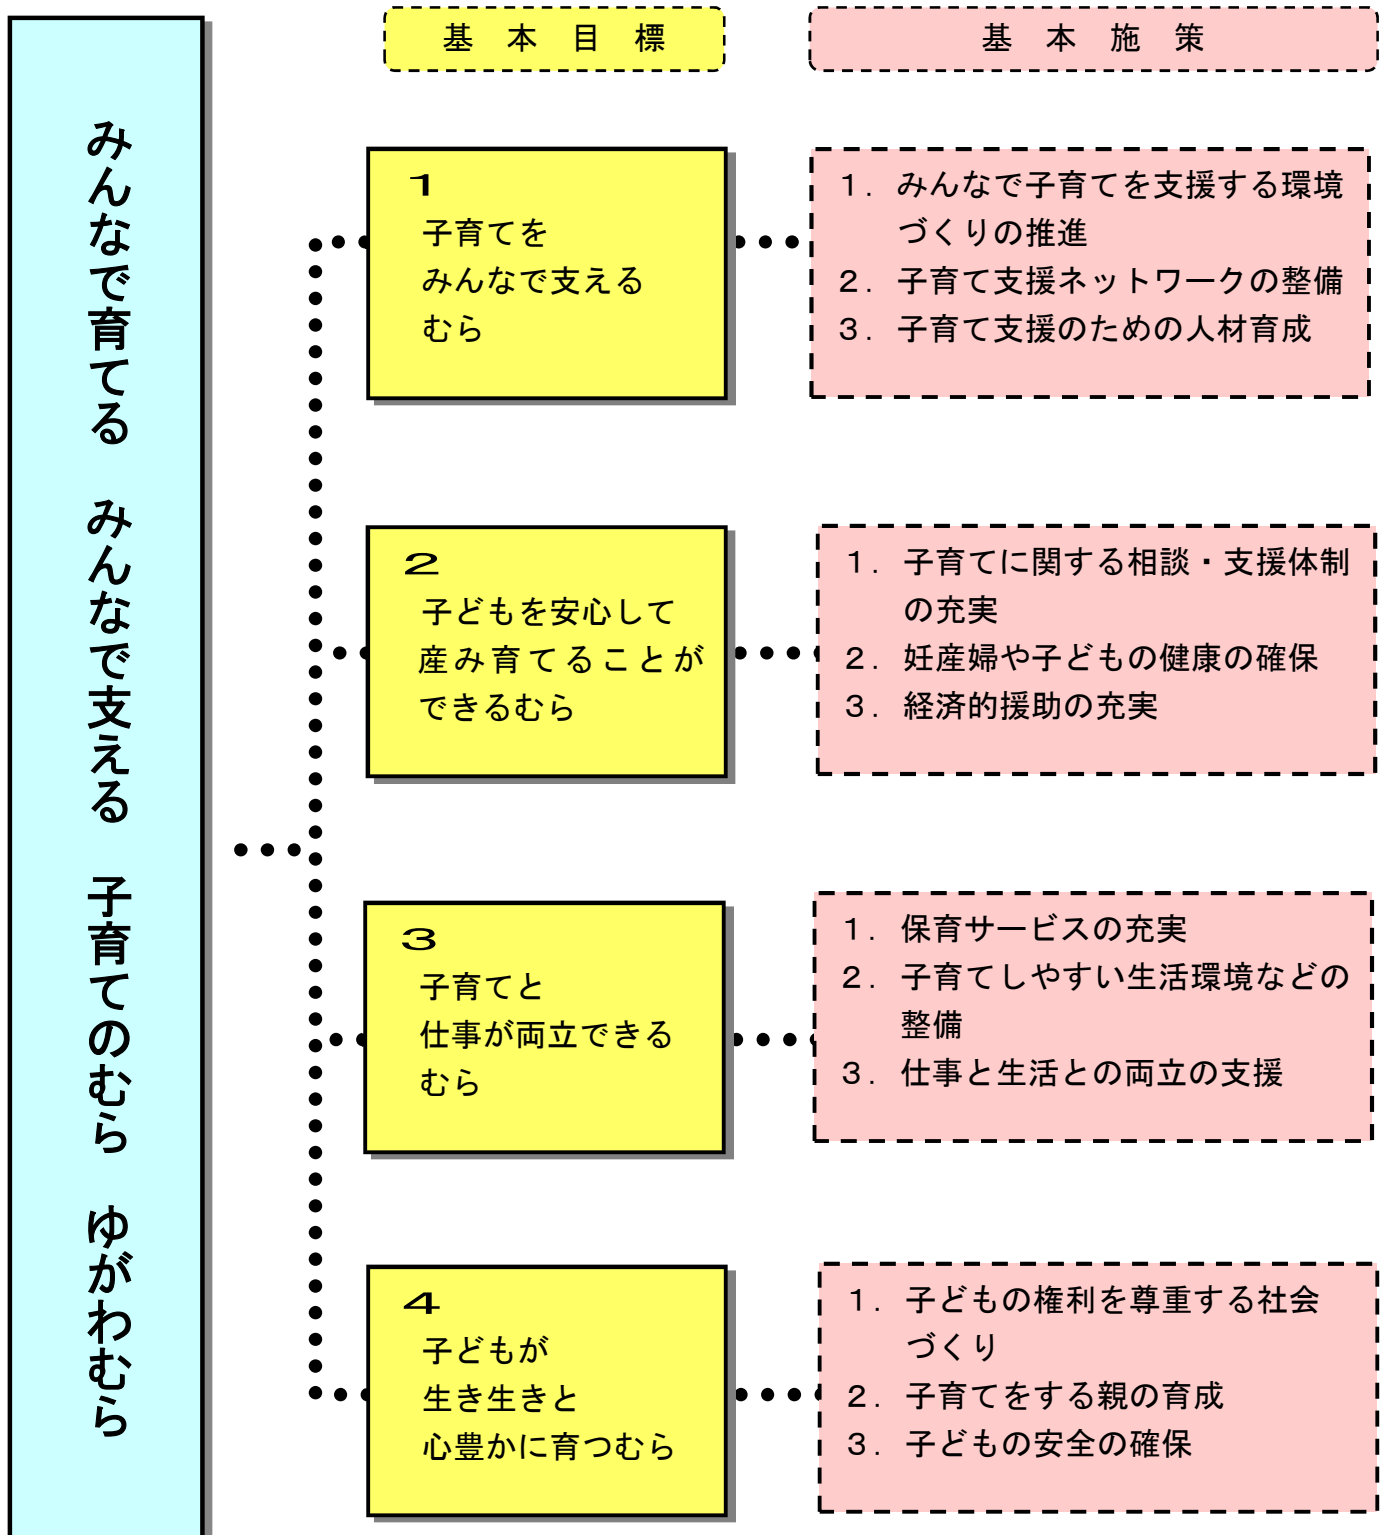 みんなで育てる　みんなで支える　子育てのむら　ゆがわむら
基本目標
基本施策
1
子育てを
みんなで支える
むら
1．みんなで子育てを支援する環境
づくりの推進
2．子育て支援ネットワークの整備
3．子育て支援のための人材育成
2
子どもを安心して
産み育てることが
できるむら
1．子育てに関する相談・支援体制
の充実
2．妊産婦や子どもの健康の確保
3．経済的援助の充実
3
子育てと
仕事が両立できる
むら
1．保育サービスの充実
2．子育てしやすい生活環境などの
整備
3．仕事と生活との両立の支援
4
子どもが
生き生きと
心豊かに育つむら
1．子どもの権利を尊重する社会
づくり
2．子育てをする親の育成
3．子どもの安全の確保